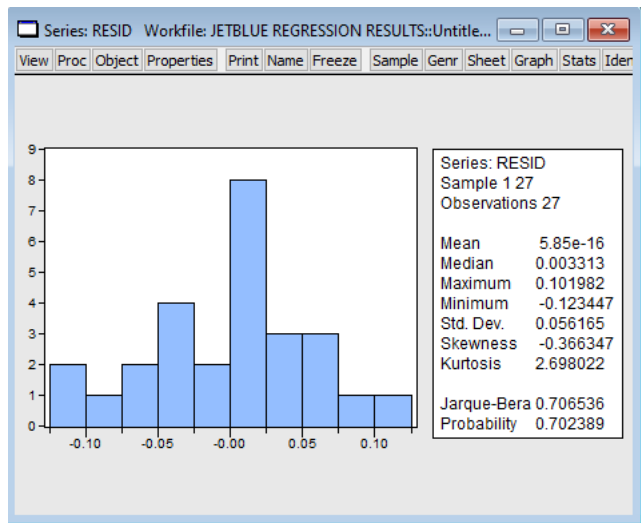 Series: RESID Workfile: JETBLUE REGRESSION RESULTS::Untitle...
View Proc Object Properties Print Name Freeze Sample Genr Sheet Graph Stats Iden
9
8
7
6
5
4
3
2
1
0
-0.10 -0.05 -0.00 0.05 0.10
Series: RESID
Sample 1 27
Observations 27
Mean 5.85e-16
Median 0.003313
Maximum 0.101982
Minimum -0.123447
Std. Dev. 0.056165
Skewness -0.366347
Kurtosis 2.698022
Jarque-Bera 0.706536
Probability 0.702389